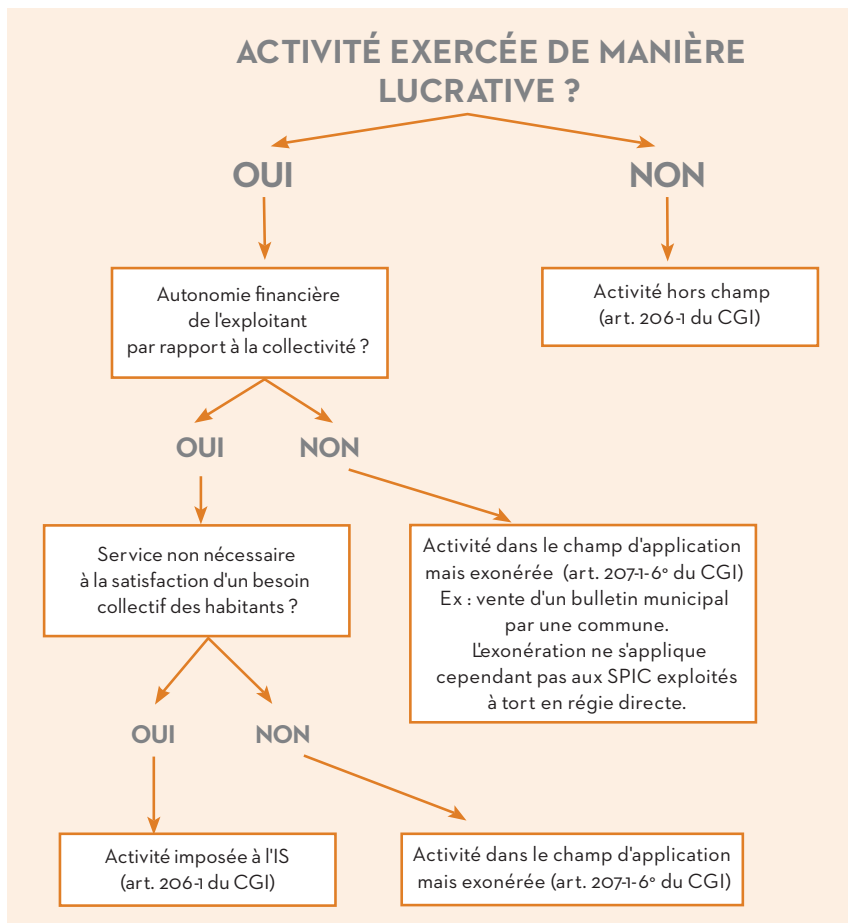 ACTIVITÉ EXERCÉE DE MANIÈRE
LUCRATIVE ?
OUI
NON
Autonomie financière
de l'exploitant
par rapport à la collectivité ?
Activité hors champ
(art. 206-1 du CGI)
OUI
NON
Service non nécessaire
à la satisfaction d'un besoin
collectif des habitants ?
Activité dans le champ d'application
mais exonérée (art. 207-1-6° du CGI)
Ex : vente d'un bulletin municipal
par une commune.
L'exonération ne s'applique
cependant pas aux SPIC exploités
à tort en régie directe.
OUI
NON
Activité imposée à l'IS
(art. 206-1 du CGI)
Activité dans le champ d'application
mais exonérée (art. 207-1-6° du CGI)